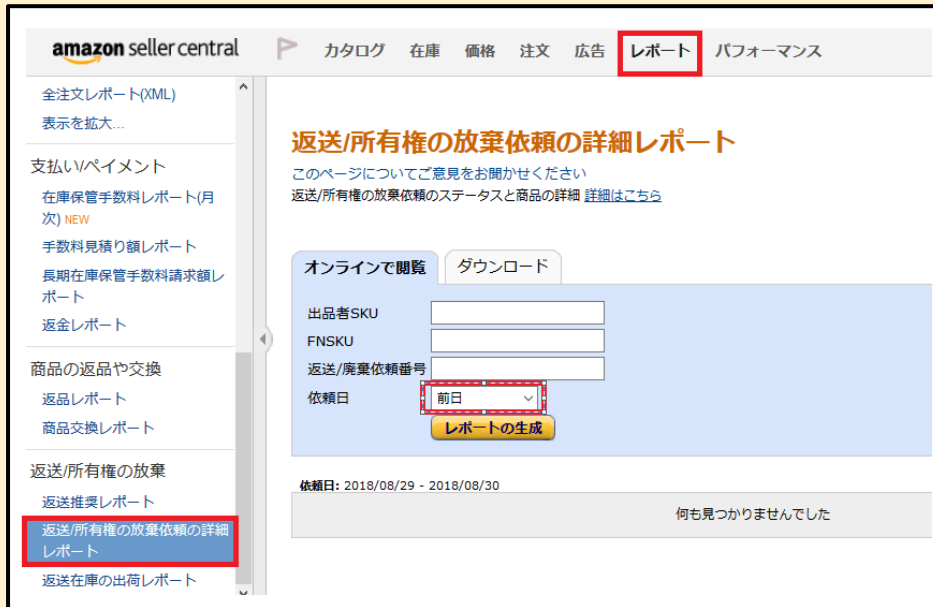 amazon seller central カタログ 在庫 価格 注文 広告 レポート パフォーマンス
全注文レポート(XML)
表示を拡大...
支払い/ペイメント
在庫保管手数料レポート(月
次) NEW
手数料見積り額レポート
長期在庫保管手数料請求額レ
ポート
返金レポート
商品の返品や交換
返品レポート
商品交換レポート
返送/所有権の放棄
返送推奨レポート
返送/所有権の放棄依頼の詳細
レポート
返送在庫の出荷レポート
返送/所有権の放棄依頼の詳細レポート
このページについてご意見をお聞かせください
返送/所有権の放棄依頼のステータスと商品の詳細 詳細はこちら
オンラインで閲覧 ダウンロード
出品者SKU
FNSKU
返送/廃棄依頼番号
依頼日 前日
レポートの生成
依頼日: 2018/08/29 - 2018/08/30
何も見つかりませんでした